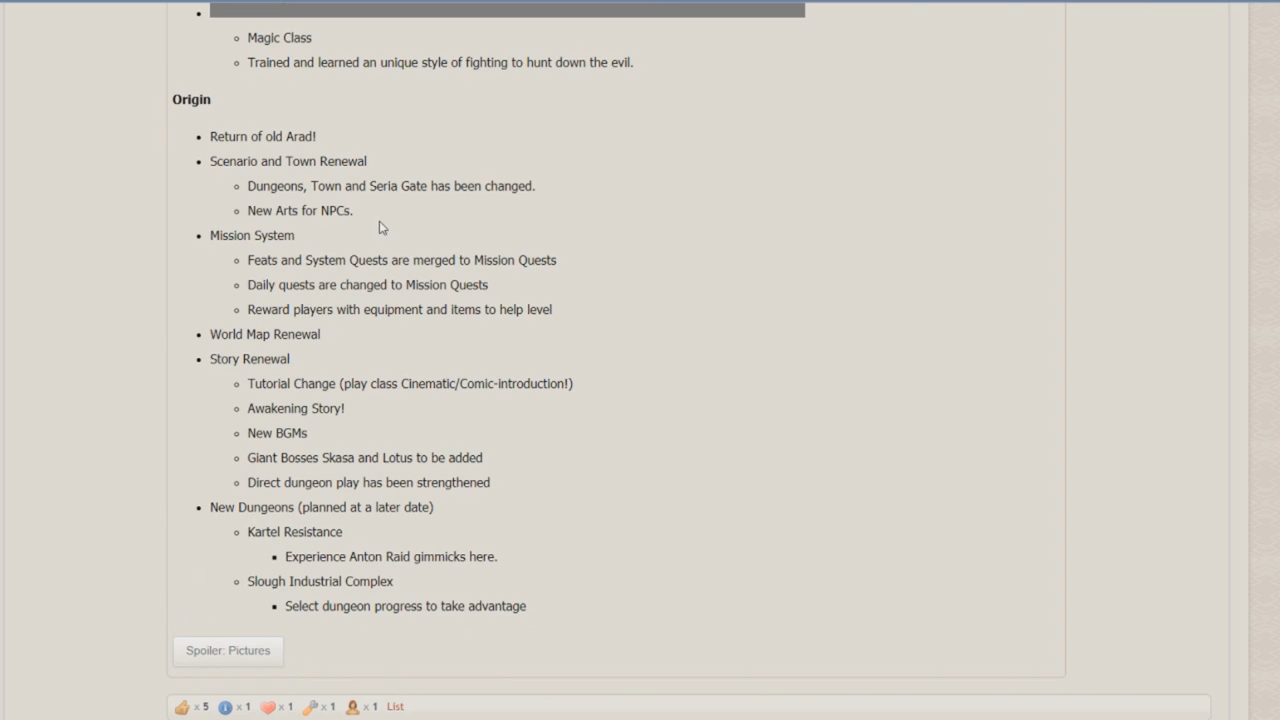 Magic Class
Trained and learned an unique style of fighting to hunt down the evil.
Origin
Return of old Arad!
Scenario and Town Renewal
Dungeons, Town and Seria Gate has been changed.
New Arts for NPCs.
Mission System
Feats and System Quests are merged to Mission Quests
Daily quests are changed to Mission Quests
Reward players with equipment and items to help level
World Map Renewal
Story Renewal
Tutorial Change (play class Cinematic/Comic-introduction!)
Awakening Story!
New BGMs
Giant Bosses Skasa and Lotus to be added
Direct dungeon play has been strengthened
New Dungeons (planned at a later date)
Kartel Resistance
Experience Anton Raid gimmicks here.
Slough Industrial Complex
Select dungeon progress to take advantage
Spoiler: Pictures
x 5 x 1 x 1 x 1 x 1 List